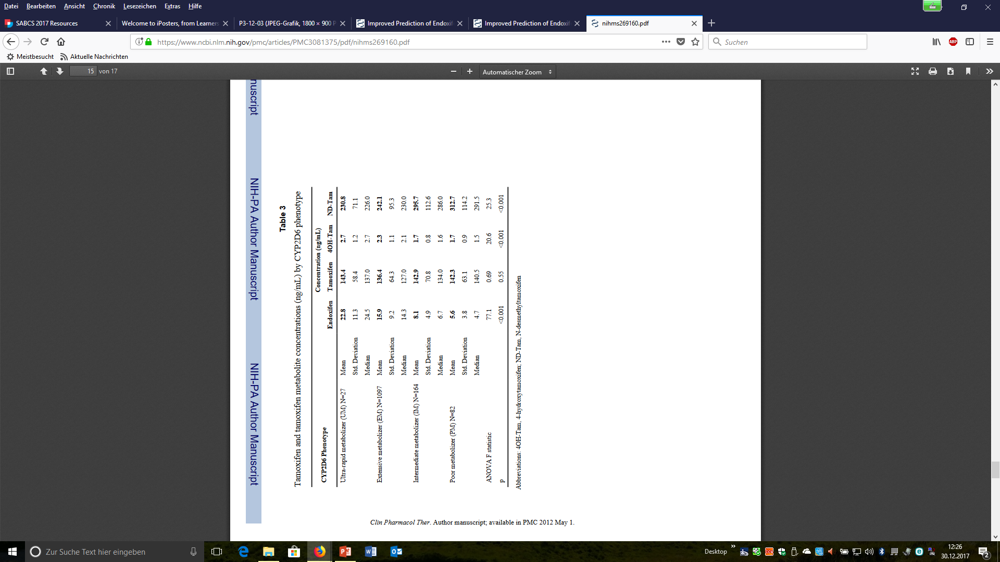 Datei Bearbeiten Ansicht Chronik Lesezeichen Extras Hilfe
SABCS 2017 Resources
Welcome to iPosters, from Learners
P3-12-03 (JPEG-Grafik, 1800 × 900 P
Improved Prediction of Endoxif
Improved Prediction of Endoxif
nihms269160.pdf
https://www.ncbi.nlm.nih.gov/pmc/articles/PMC3081375/pdf/nihms269160.pdf
Suchen
Meistbesucht Aktuelle Nachrichten
15 von 17
Automatischer Zoom
nuscript
NIH-PA Author Manuscript
NIH-PA Author Manuscript
Table 3
Tamoxifen and tamoxifen metabolite concentrations (ng/mL) by CYP2D6 phenotype
Concentration (ng/mL)
CYP2D6 Phenotype Endoxifen Tamoxifen 4OH-Tam ND-Tam
Ultra-rapid metabolizer (UM) N=27 Mean 22.8 143.4 2.7 230.8
Std. Deviation 11.3 58.4 1.2 71.1
Median 24.5 137.0 2.7 226.0
Extensive metabolizer (EM) N=1097 Mean 15.9 136.4 2.3 242.1
Std. Deviation 9.2 64.3 1.1 95.3
Median 14.3 127.0 2.1 230.0
Intermediate metabolizer (IM) N=164 Mean 8.1 142.9 1.7 295.7
Std. Deviation 4.9 70.8 0.8 112.6
Median 6.7 134.0 1.6 286.0
Poor metabolizer (PM) N=82 Mean 5.6 142.3 1.7 312.7
Std. Deviation 3.8 63.1 0.9 114.2
Median 4.7 140.5 1.5 291.5
ANOVA F statistic 77.1 0.69 20.6 25.3
p <0.001 0.55 <0.001 <0.001
Abbreviations: 4OH-Tam, 4-hydroxytamoxifen; ND-Tam, N-desmethyltamoxifen
Clin Pharmacol Ther. Author manuscript; available in PMC 2012 May 1.
Zur Suche Text hier eingeben
Desktop
12:26
30.12.2017